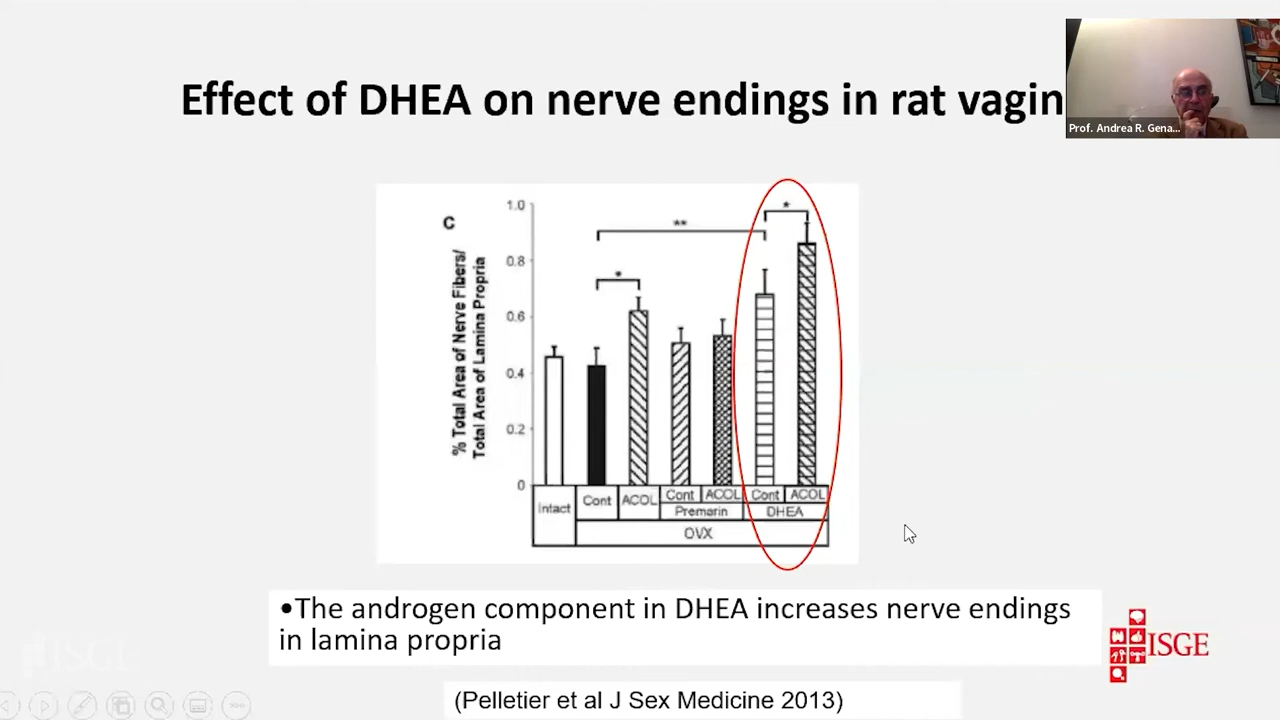 Effect of DHEA on nerve endings in rat vagin
Prof. Andrea R. Gena...
C
% Total Area of Nerve Fibers/
Total Area of Lamina Propria
1.0
0.8
0.6
0.4
0.2
0
*
**
*
Intact
Cont
ACOL
Cont
ACOL
Cont
ACOL
Premarin
DHEA
OVX
•The androgen component in DHEA increases nerve endings
in lamina propria
ISGE
ISGE
(Pelletier et al J Sex Medicine 2013)